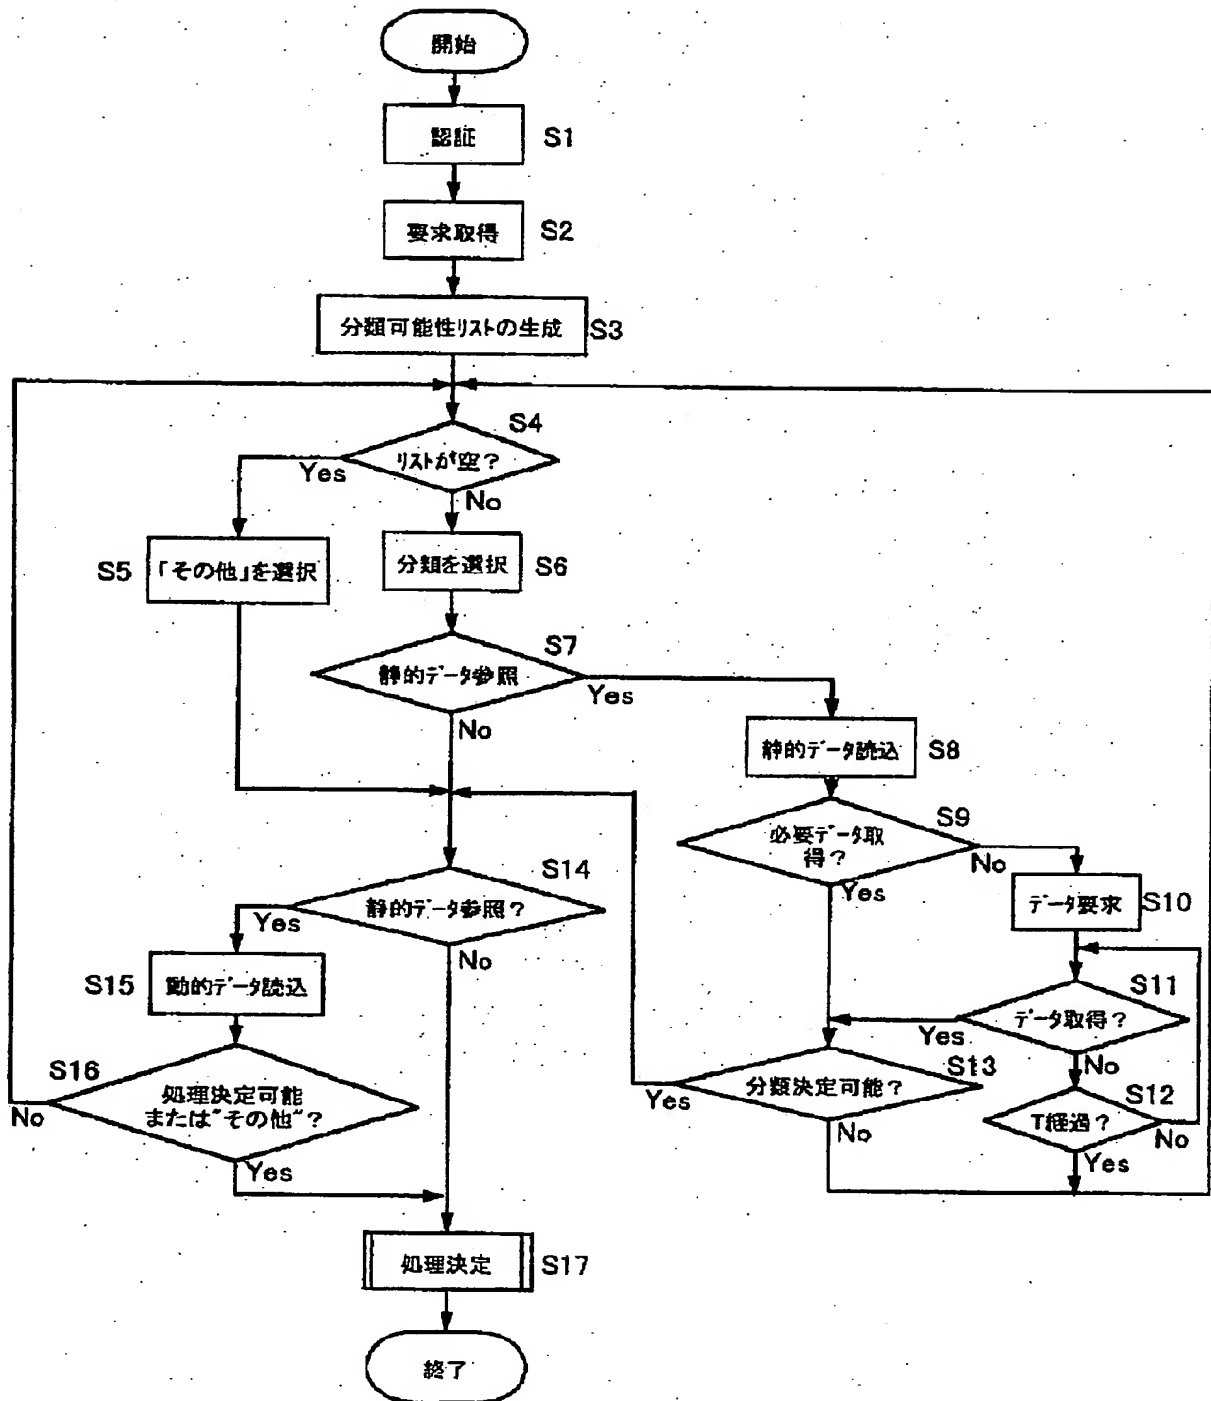 開始
認証 S1
要求取得 S2
分類可能性リストの生成 S3
S4
リストが空?
Yes
No
S5 「その他」を選択
分類を選択 S6
S7
静的データ参照
Yes
No
静的データ読込 S8
S9
必要データ取
得?
No
Yes
データ要求 S10
S14
静的データ参照?
Yes
No
S15 動的データ読込
S11
データ取得?
Yes
No
S16
処理決定可能
または"その他"?
No
Yes
S13
分類決定可能?
Yes
No
S12
T経過?
No
Yes
処理決定 S17
終了